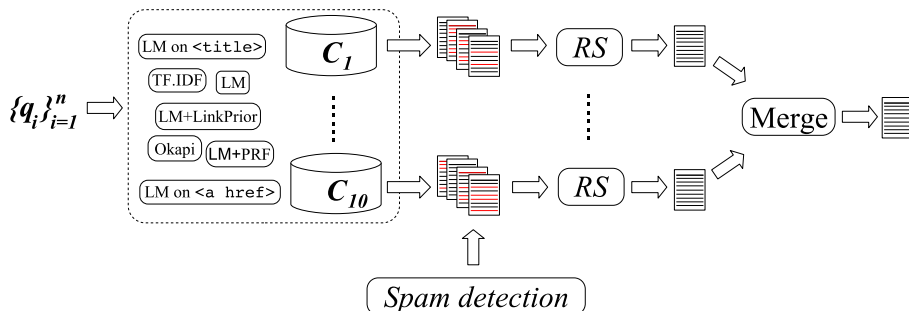 {q_i}_{i=1}^n
LM on <title>
TF.IDF
LM
LM+LinkPrior
Okapi
LM+PRF
LM on <a href>
C_1
C_10
RS
RS
Merge
Spam detection